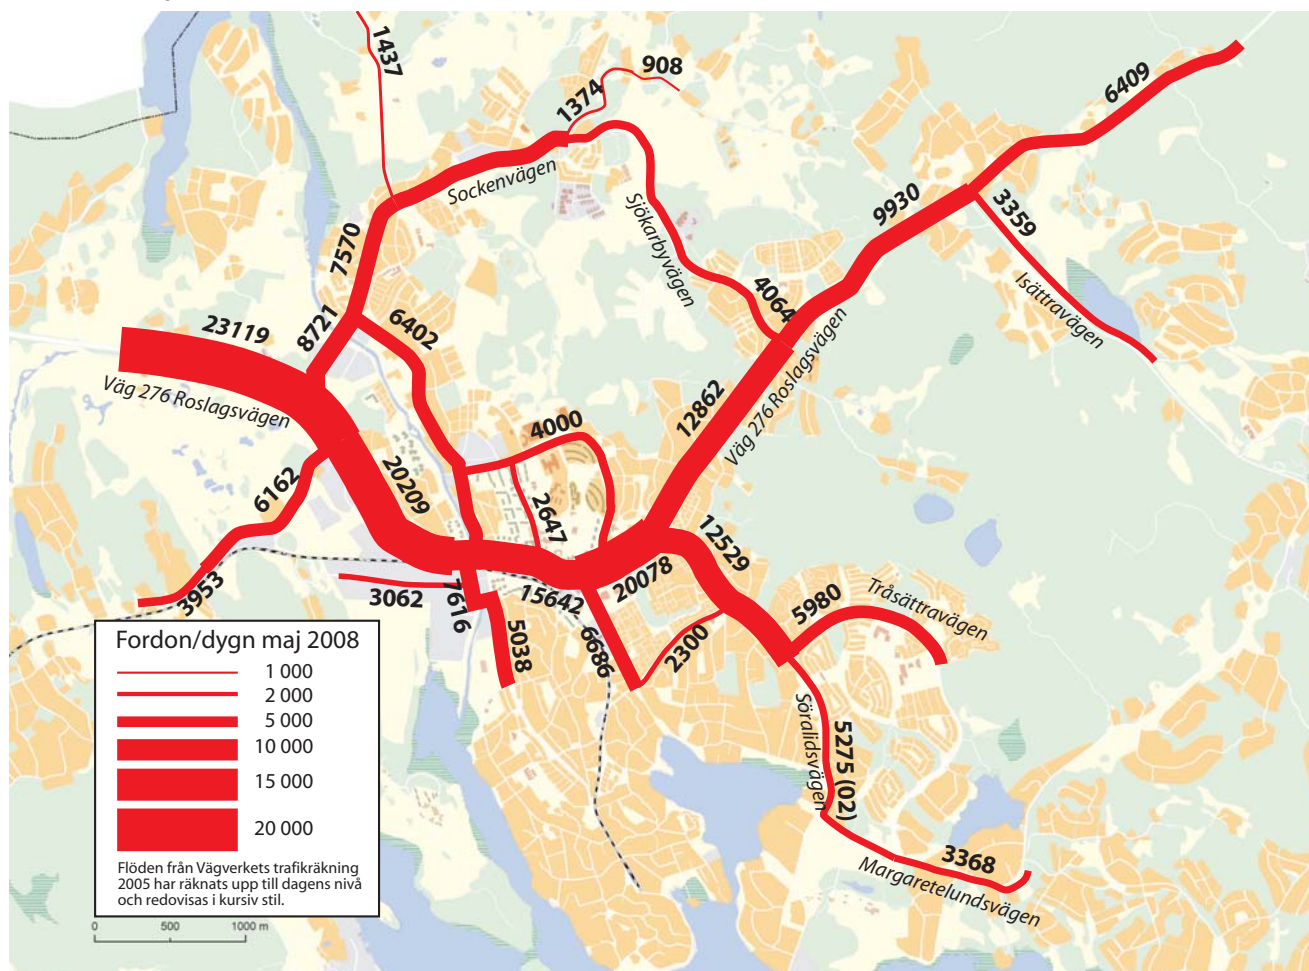 1437
908
1374
6409
Sockenvägen
Sjökarbyvägen
9930
3359
Isättravägen
7570
4064
8721
6402
23119
Väg 276 Roslagsvägen
12862
Väg 276 Roslagsvägen
4000
6162
20209
2647
12529
3953
3062
7616
15642
20078
5980
Tråsättravägen
5038
6686
2300
Söralidsvägen
5275 (02)
3368
Margaretelundsvägen
Fordon/dygn maj 2008
1 000
2 000
5 000
10 000
15 000
20 000
Flöden från Vägverkets trafikräkning
2005 har räknats upp till dagens nivå
och redovisas i kursiv stil.
0 500 1000 m